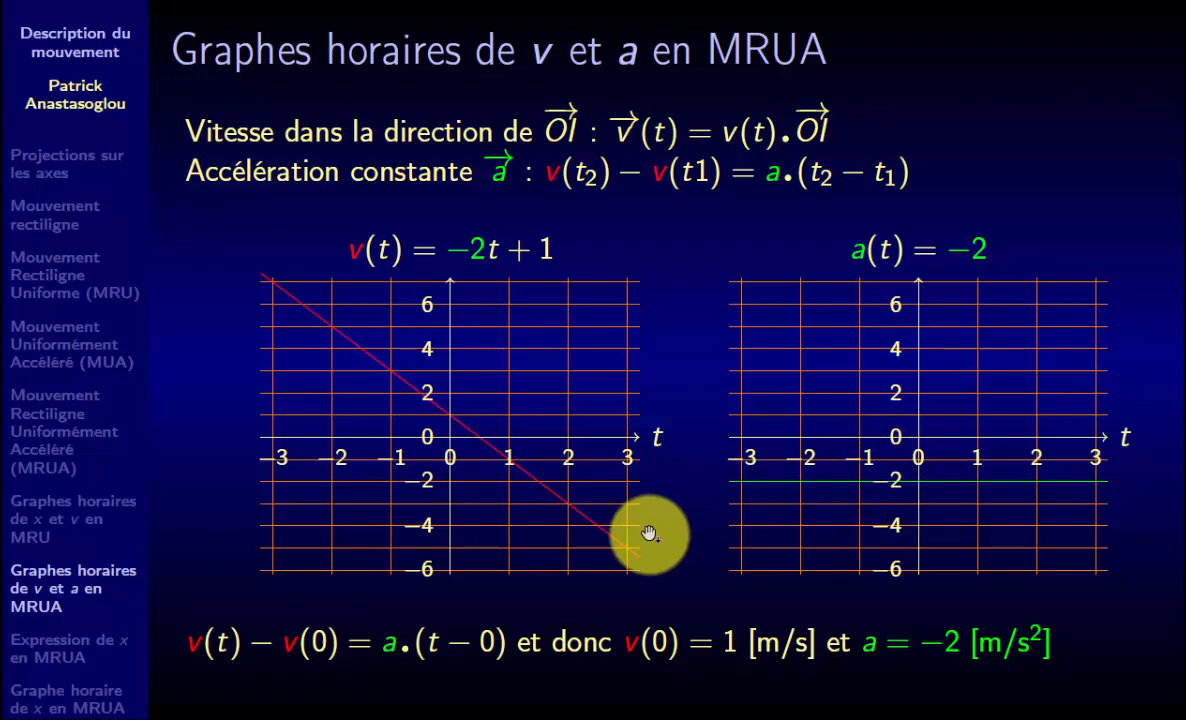 Description du
mouvement
Patrick
Anastasoglou
Projections sur
les axes
Mouvement
rectiligne
Mouvement
Rectiligne
Uniforme (MRU)
Mouvement
Uniformément
Accéléré (MUA)
Mouvement
Rectiligne
Uniformément
Accéléré
(MRUA)
Graphes horaires
de x et v en
MRU
Graphes horaires
de v et a en
MRUA
Expression de x
en MRUA
Graphe horaire
de x en MRUA
Graphes horaires de v et a en MRUA
Vitesse dans la direction de \overrightarrow{OI} : \overrightarrow{v}(t) = v(t).\overrightarrow{OI}
Accélération constante \overrightarrow{a} : v(t₂) − v(t1) = a.(t₂ − t₁)
v(t) = −2t + 1
6
4
2
0
−2
−4
−6
−3 −2 −1 0 1 2 3
t
a(t) = −2
6
4
2
0
−2
−4
−6
−3 −2 −1 0 1 2 3
t
v(t) − v(0) = a.(t − 0) et donc v(0) = 1 [m/s] et a = −2 [m/s²]